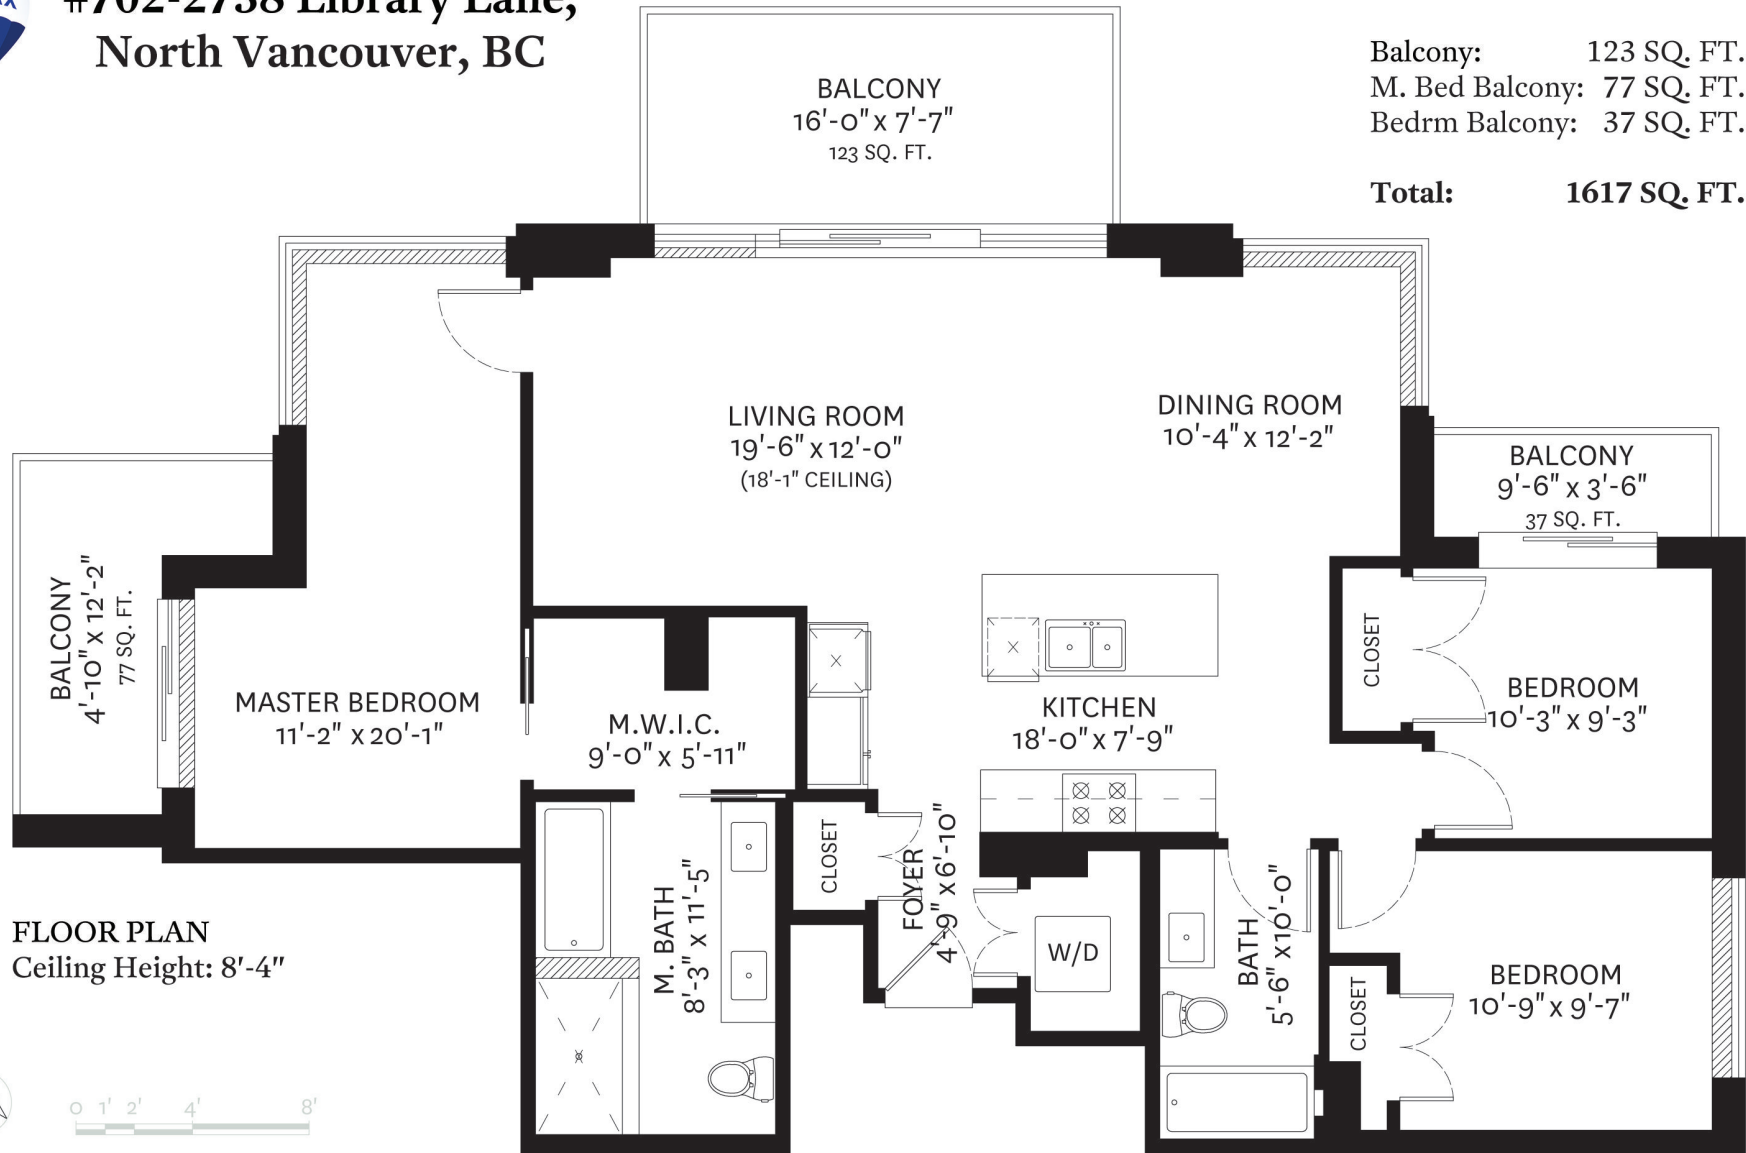 #702-2738 Library Lane,
North Vancouver, BC
Balcony: 123 SQ. FT.
M. Bed Balcony: 77 SQ. FT.
Bedrm Balcony: 37 SQ. FT.
Total: 1617 SQ. FT.
BALCONY
16'-0" x 7'-7"
123 SQ. FT.
LIVING ROOM
19'-6" x 12'-0"
(18'-1" CEILING)
DINING ROOM
10'-4" x 12'-2"
BALCONY
9'-6" x 3'-6"
37 SQ. FT.
BALCONY
4'-10" x 12'-2"
77 SQ. FT.
MASTER BEDROOM
11'-2" x 20'-1"
M.W.I.C.
9'-0" x 5'-11"
KITCHEN
18'-0" x 7'-9"
CLOSET
BEDROOM
10'-3" x 9'-3"
CLOSET
FOYER
4'-9" x 6'-10"
M. BATH
8'-3" x 11'-5"
W/D
BATH
5'-6" x 10'-0"
CLOSET
BEDROOM
10'-9" x 9'-7"
FLOOR PLAN
Ceiling Height: 8'-4"
0 1' 2' 4' 8'